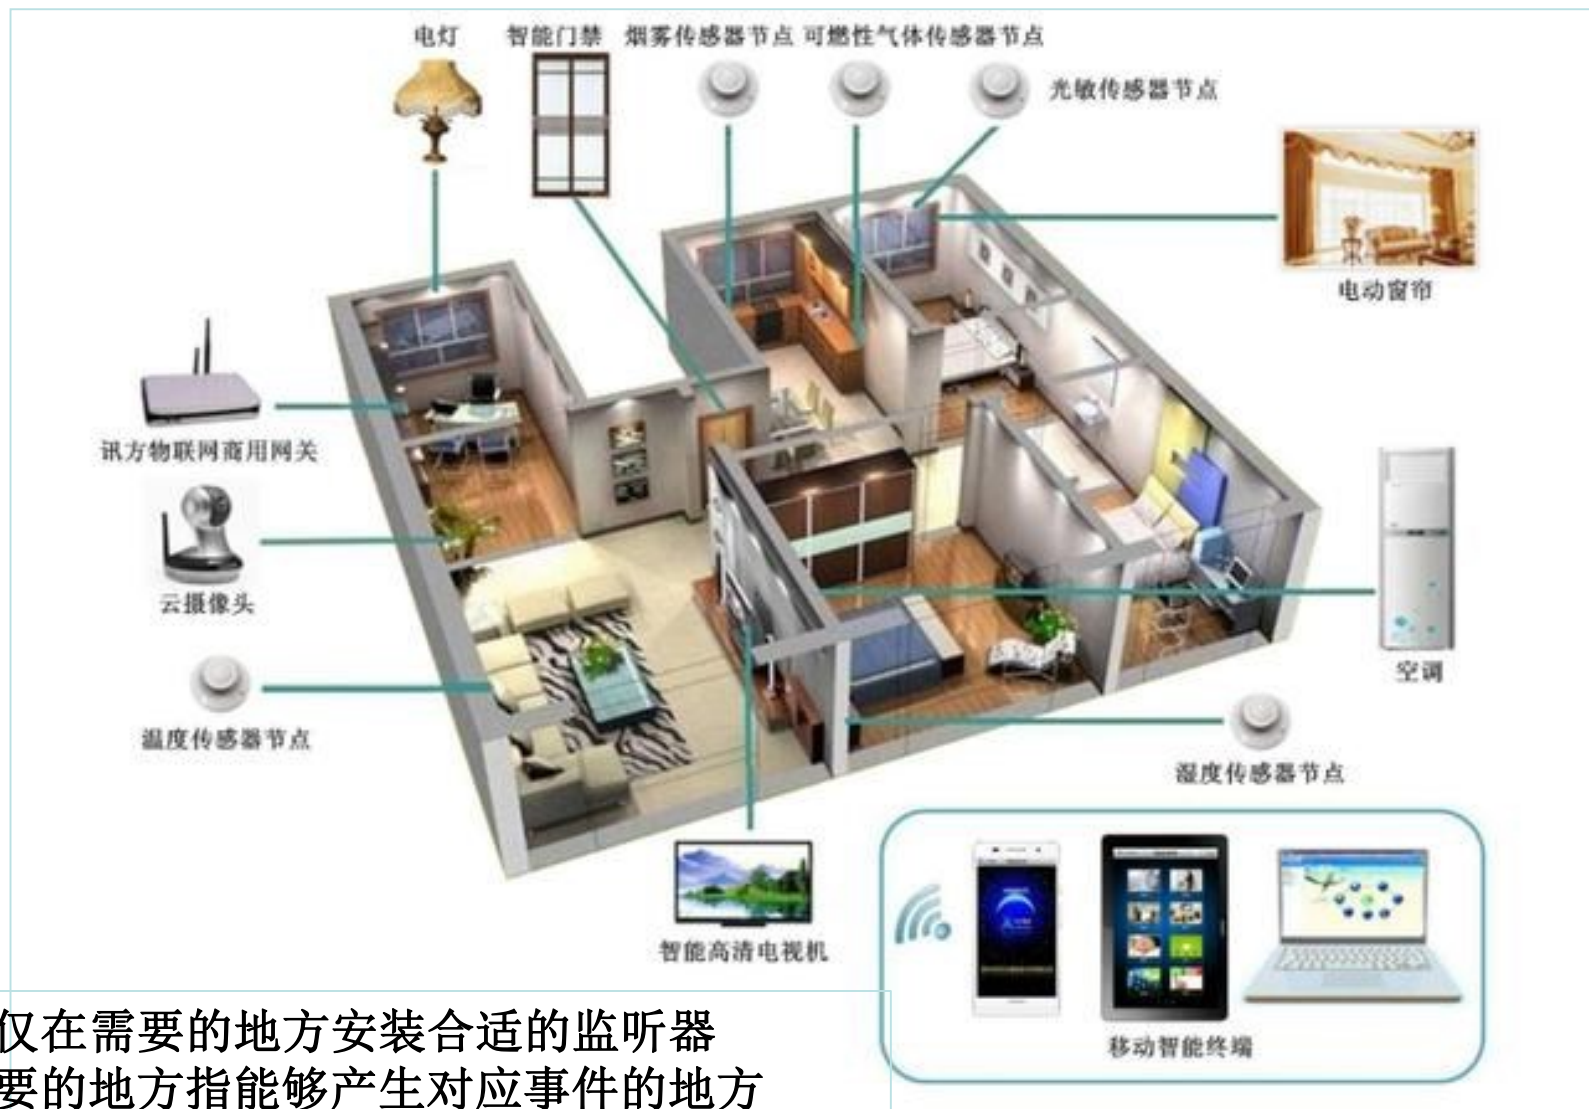 电灯
智能门禁
烟雾传感器节点
可燃性气体传感器节点
光敏传感器节点
电动窗帘
讯方物联网商用网关
云摄像头
空调
温度传感器节点
湿度传感器节点
智能高清电视机
移动智能终端
仅在需要的地方安装合适的监听器
要的地方指能够产生对应事件的地方